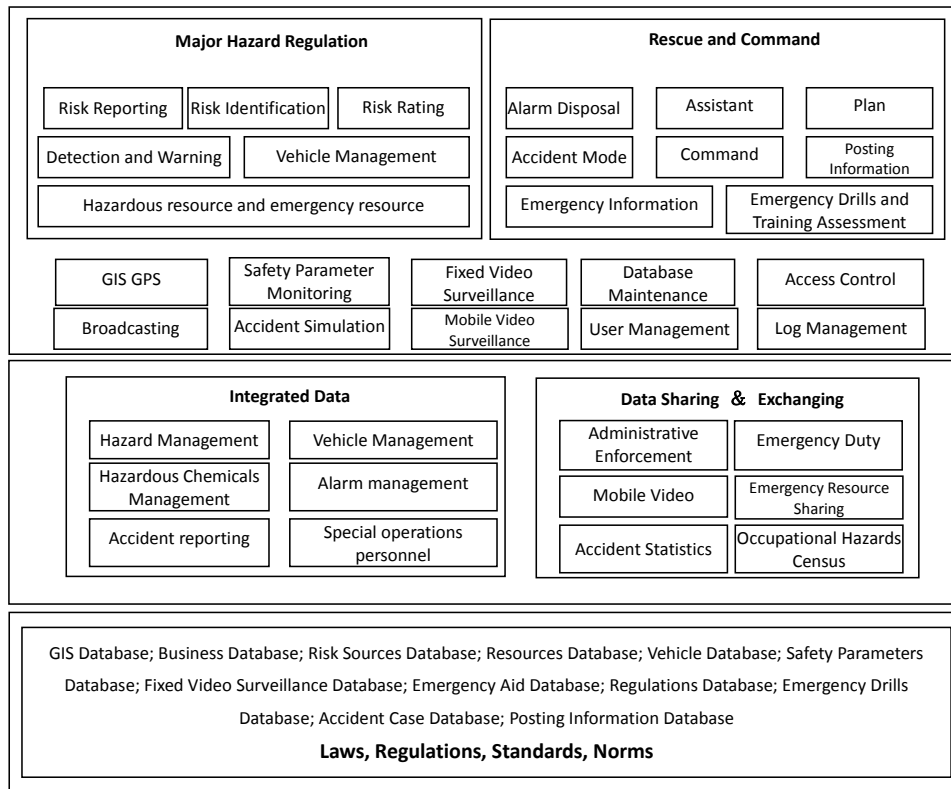 Major Hazard Regulation
Risk Reporting
Risk Identification
Risk Rating
Detection and Warning
Vehicle Management
Hazardous resource and emergency resource
Rescue and Command
Alarm Disposal
Assistant
Plan
Accident Mode
Command
Posting
Information
Emergency Information
Emergency Drills and
Training Assessment
GIS GPS
Safety Parameter
Monitoring
Fixed Video
Surveillance
Database
Maintenance
Access Control
Broadcasting
Accident Simulation
Mobile Video
Surveillance
User Management
Log Management
Integrated Data
Hazard Management
Vehicle Management
Hazardous Chemicals
Management
Alarm management
Accident reporting
Special operations
personnel
Data Sharing & Exchanging
Administrative
Enforcement
Emergency Duty
Mobile Video
Emergency Resource
Sharing
Accident Statistics
Occupational Hazards
Census
GIS Database; Business Database; Risk Sources Database; Resources Database; Vehicle Database; Safety Parameters
Database; Fixed Video Surveillance Database; Emergency Aid Database; Regulations Database; Emergency Drills
Database; Accident Case Database; Posting Information Database
Laws, Regulations, Standards, Norms